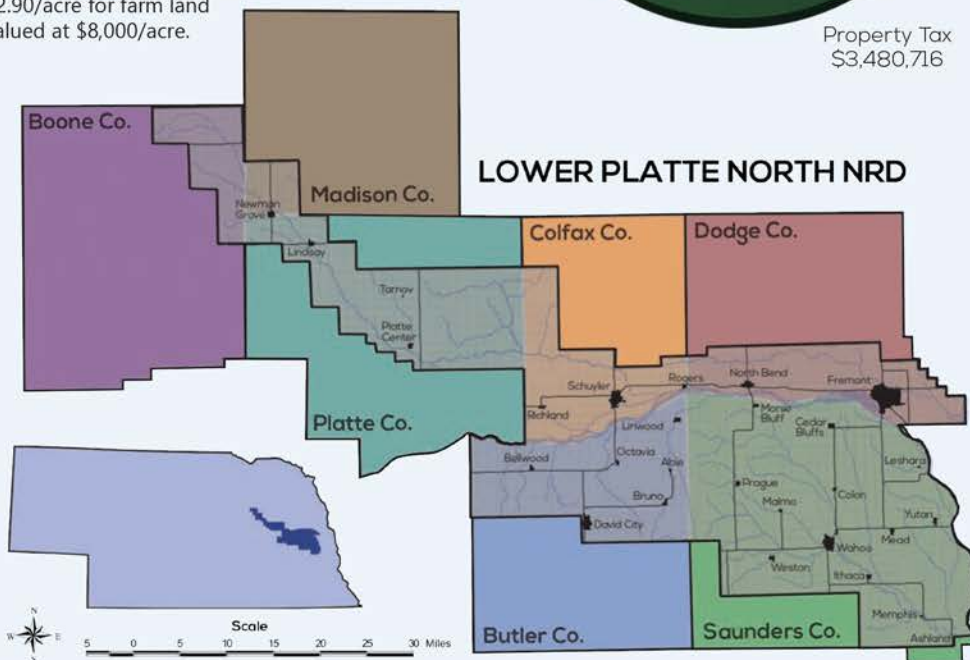 2.90/acre for farm land
alued at $8,000/acre.
Property Tax
$3,480,716
LOWER PLATTE NORTH NRD
Boone Co.
Madison Co.
Newman
Grove
Lindsay
Colfax Co.
Dodge Co.
Tarnov
Platte
Center
Platte Co.
Schuyler
Richland
Rogers
North Bend
Fremont
Morse
Bluff
Cedar
Bluffs
Linwood
Octavia
Bellwood
Abie
Bruno
David City
Leshara
Prague
Malmo
Colon
Yutan
Mead
Wahoo
Weston
Ithaca
Memphis
Ashland
Butler Co.
Saunders Co.
N
W
E
Scale
5 0 5 10 15 20 25 30 Miles